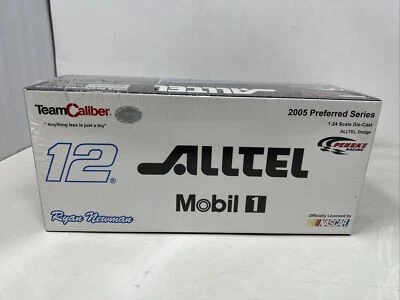 TeamCaliber.
"Anything less is just a toy"
2005 Preferred Series
1:24 Scale Die-Cast
ALLTEL Dodge
PENSKE
RACING
12®
ALLTEL
Mobil 1
Ryan Newman
Officially Licensed by
NASCAR